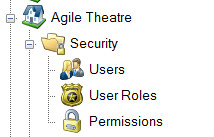 Agile Theatre
Security
Users
User Roles
Permissions